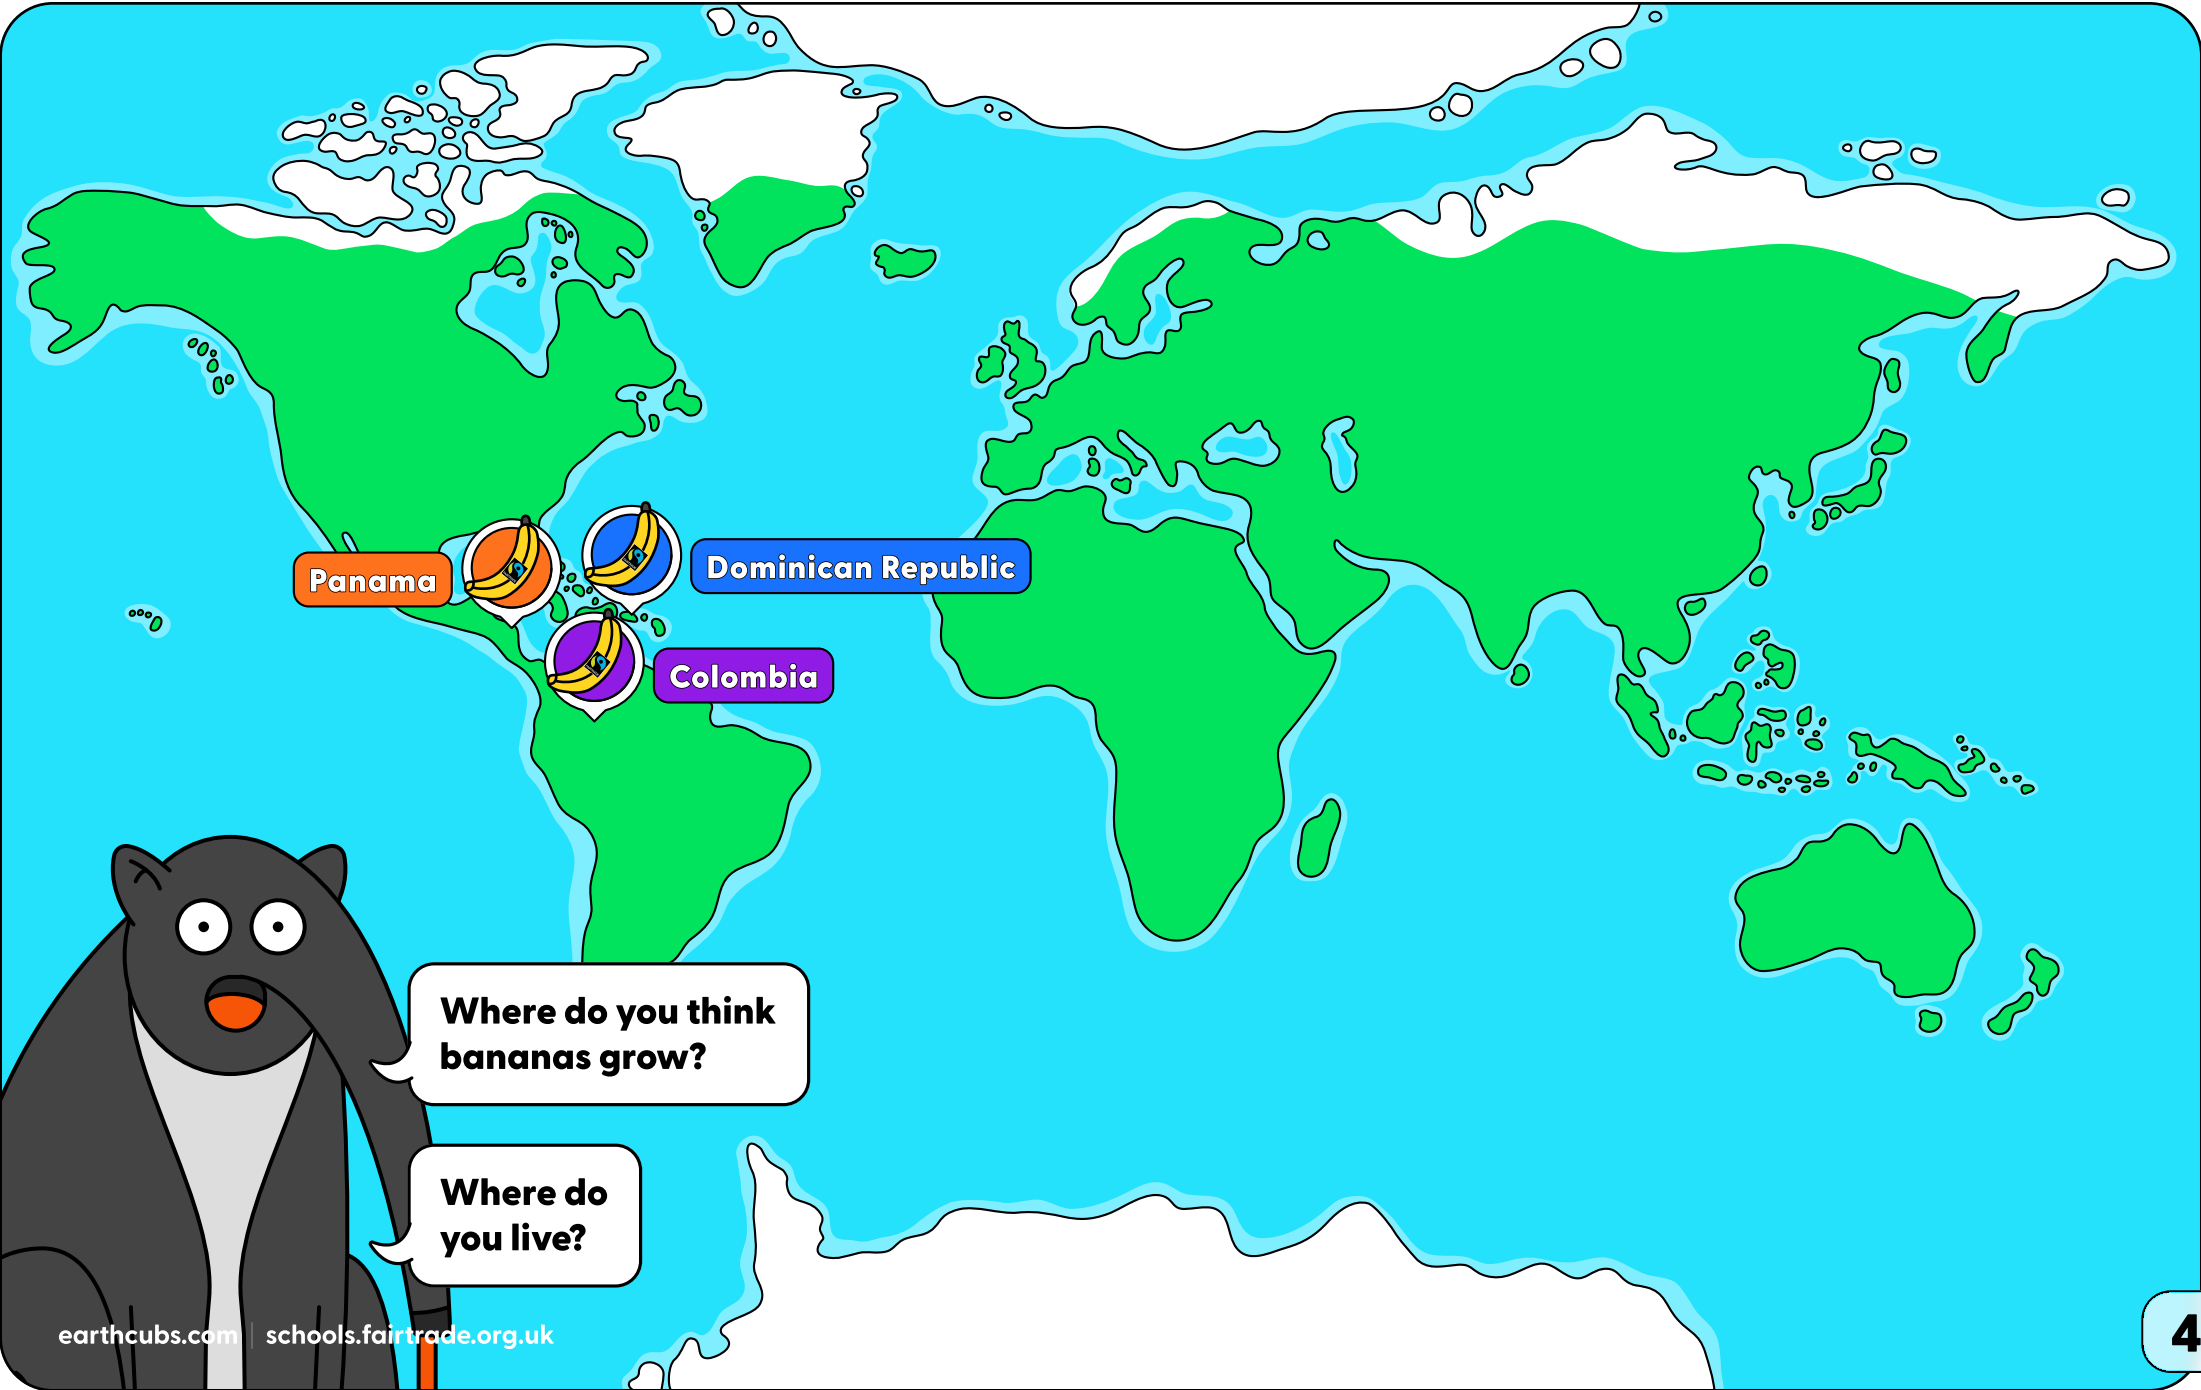 Panama
Dominican Republic
Colombia
Where do you think
bananas grow?
Where do
you live?
earthcubs.com | schools.fairtrade.org.uk
4